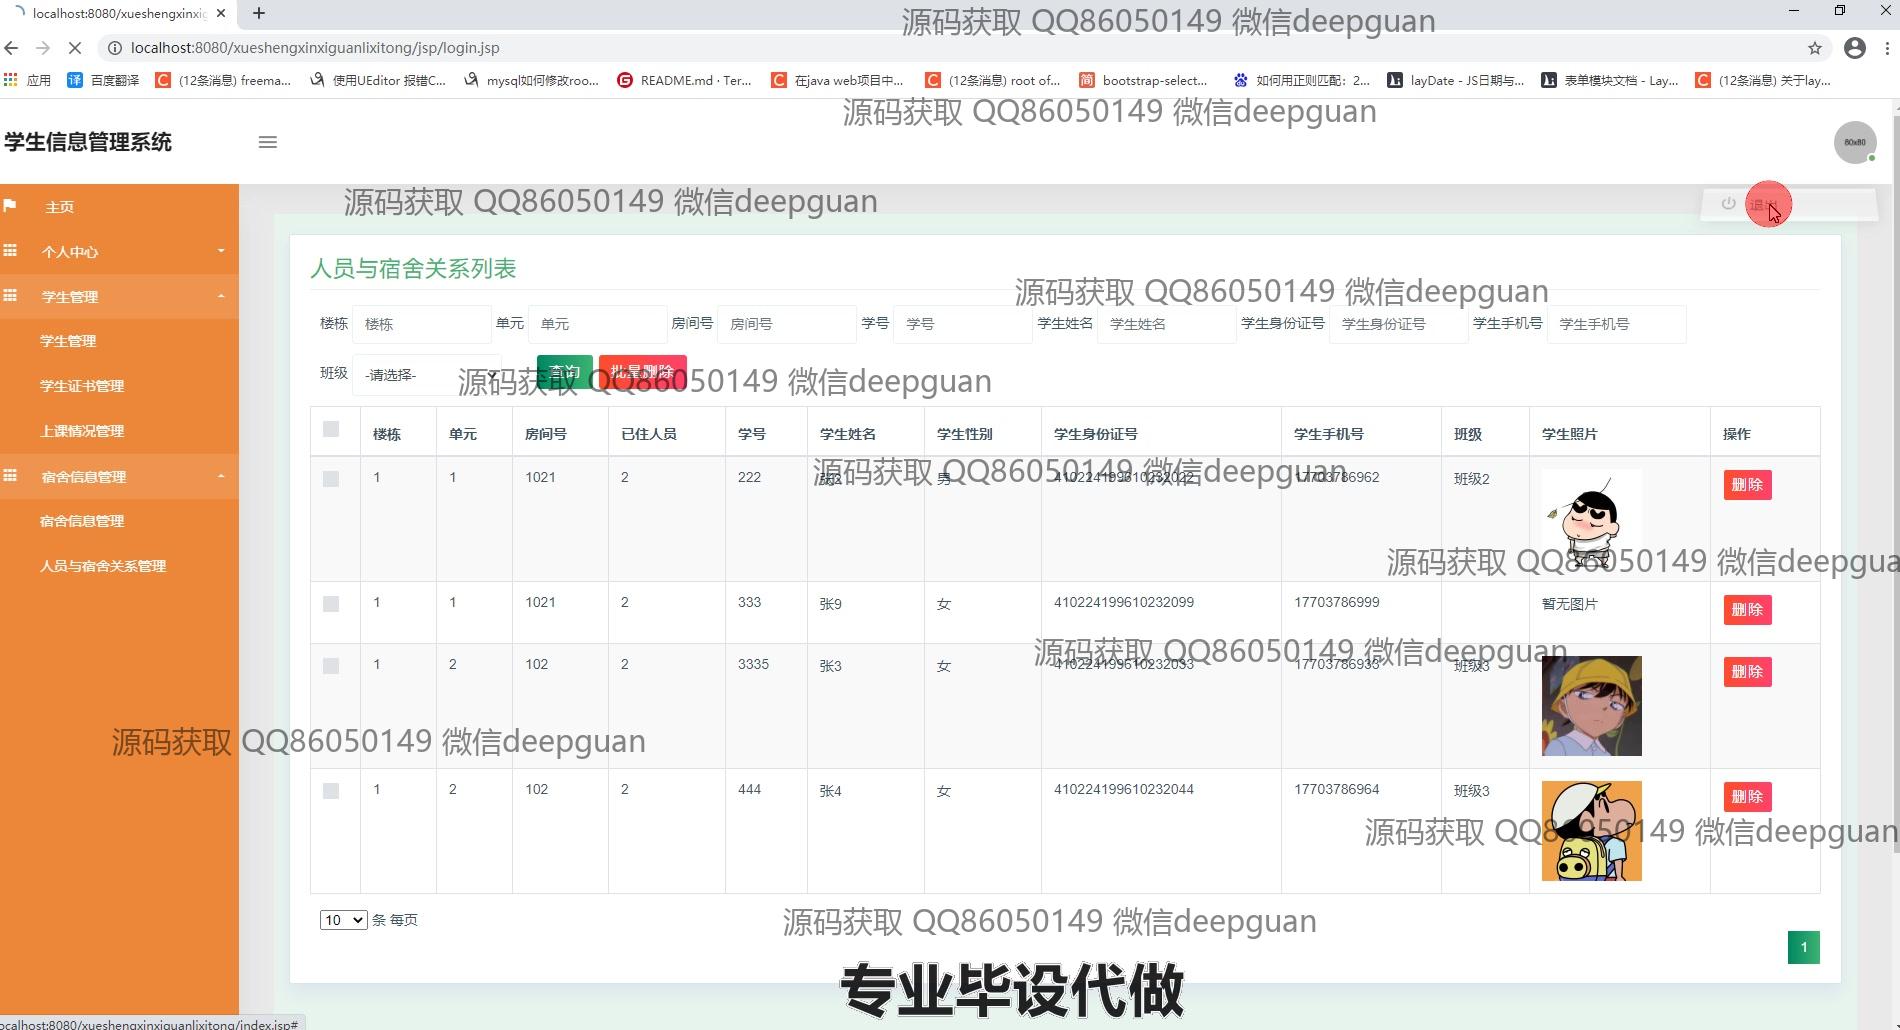 localhost:8080/xueshengxinxig
localhost:8080/xueshengxinxiguanlixitong/jsp/login.jsp
源码获取 QQ86050149 微信deepguan
应用 百度翻译 (12条消息) freema... 使用UEditor 报错C... mysql如何修改roo... README.md · Ter... 在java web项目中... (12条消息) root of... bootstrap-select... 如何用正则匹配：2... layDate - JS日期与... 表单模块文档 - Lay... (12条消息) 关于lay...
源码获取 QQ86050149 微信deepguan
学生信息管理系统
80x80
主页
源码获取 QQ86050149 微信deepguan
退出
个人中心
学生管理
学生管理
学生证书管理
上课情况管理
宿舍信息管理
宿舍信息管理
人员与宿舍关系管理
人员与宿舍关系列表
源码获取 QQ86050149 微信deepguan
楼栋 楼栋 单元 单元 房间号 房间号 学号 学号 学生姓名 学生姓名 学生身份证号 学生身份证号 学生手机号 学生手机号
班级 -请选择- 查询 批量删除
源码获取 QQ86050149 微信deepguan
楼栋 单元 房间号 已住人员 学号 学生姓名 学生性别 学生身份证号 学生手机号 班级 学生照片 操作
1 1 1021 2 222 男 410224199610232022 17703786962 班级2 删除
源码获取 QQ86050149 微信deepguan
源码获取 QQ86050149 微信deepgua
1 1 1021 2 333 张9 女 410224199610232099 17703786999 暂无图片 删除
源码获取 QQ86050149 微信deepguan
1 2 102 2 3335 张3 女 410224199610232033 17703786933 班级3 删除
源码获取 QQ86050149 微信deepguan
1 2 102 2 444 张4 女 410224199610232044 17703786964 班级3 删除
源码获取 QQ86050149 微信deepguan
10 条 每页
源码获取 QQ86050149 微信deepguan
1
专业毕设代做
ocalhost:8080/xueshengxinxiguanlixitong/index.jsp#